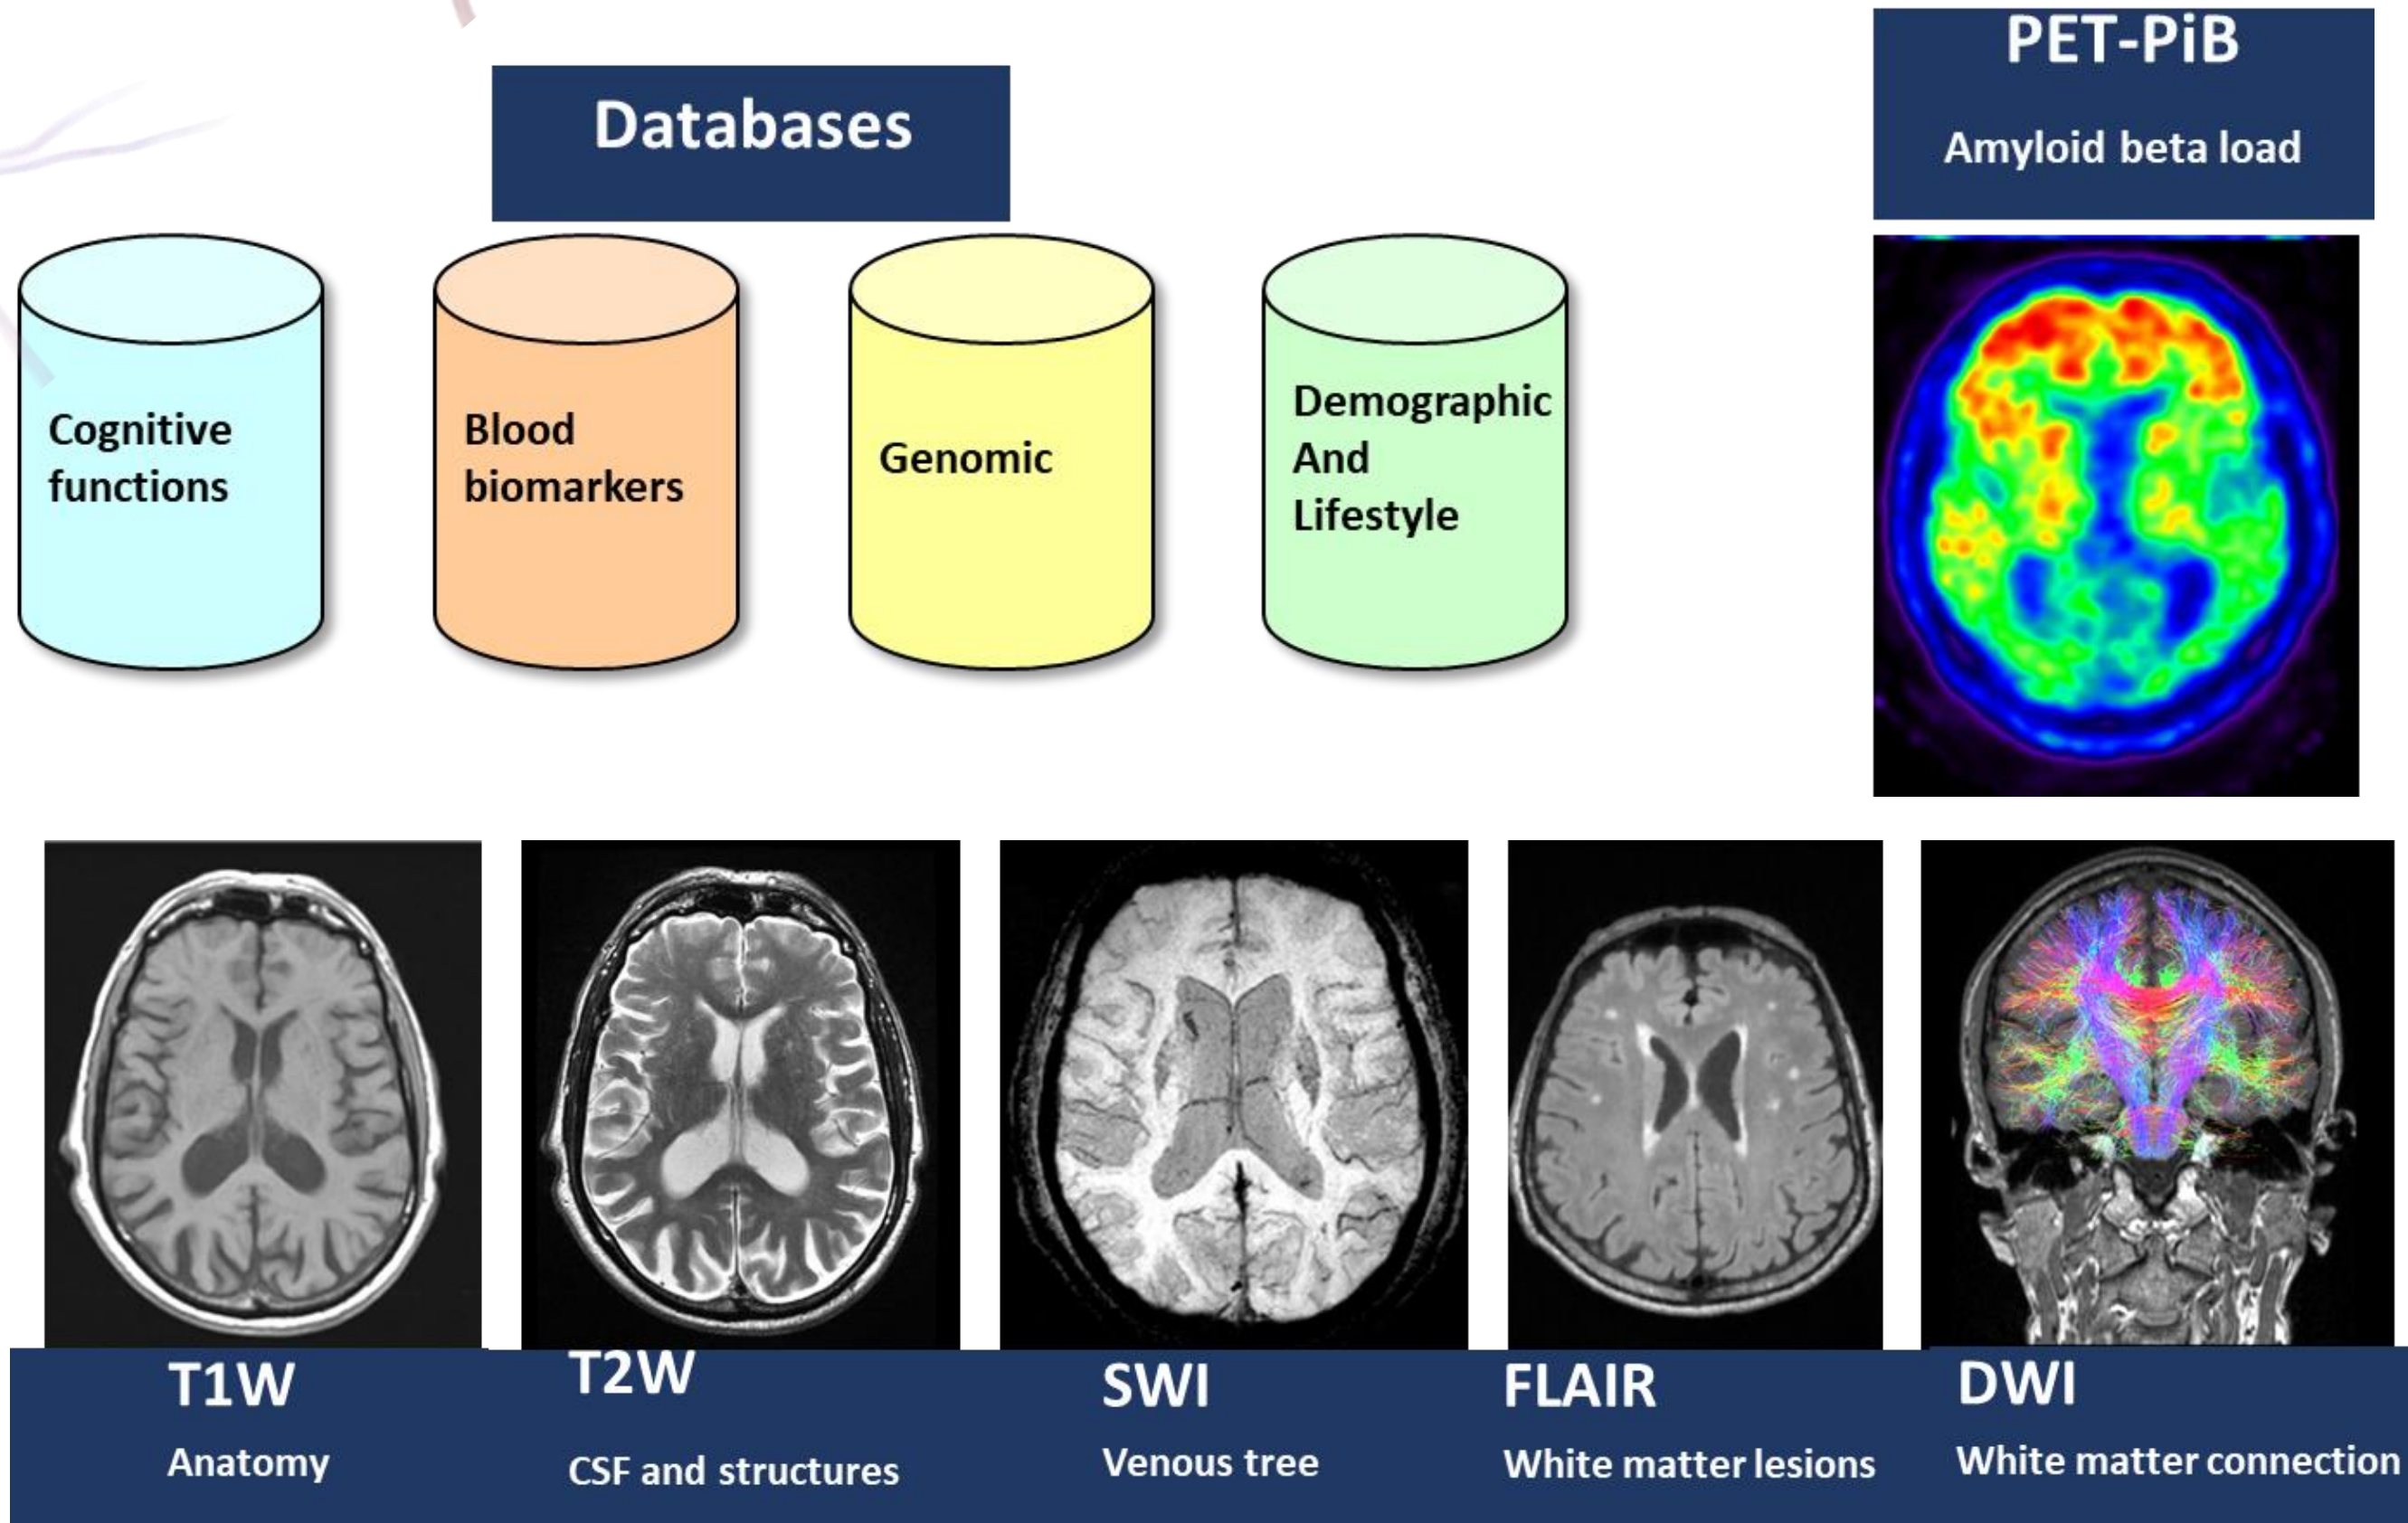 Databases
PET-PiB
Amyloid beta load
Cognitive
functions
Blood
biomarkers
Genomic
Demographic
And
Lifestyle
T1W
Anatomy
T2W
CSF and structures
SWI
Venous tree
FLAIR
White matter lesions
DWI
White matter connection